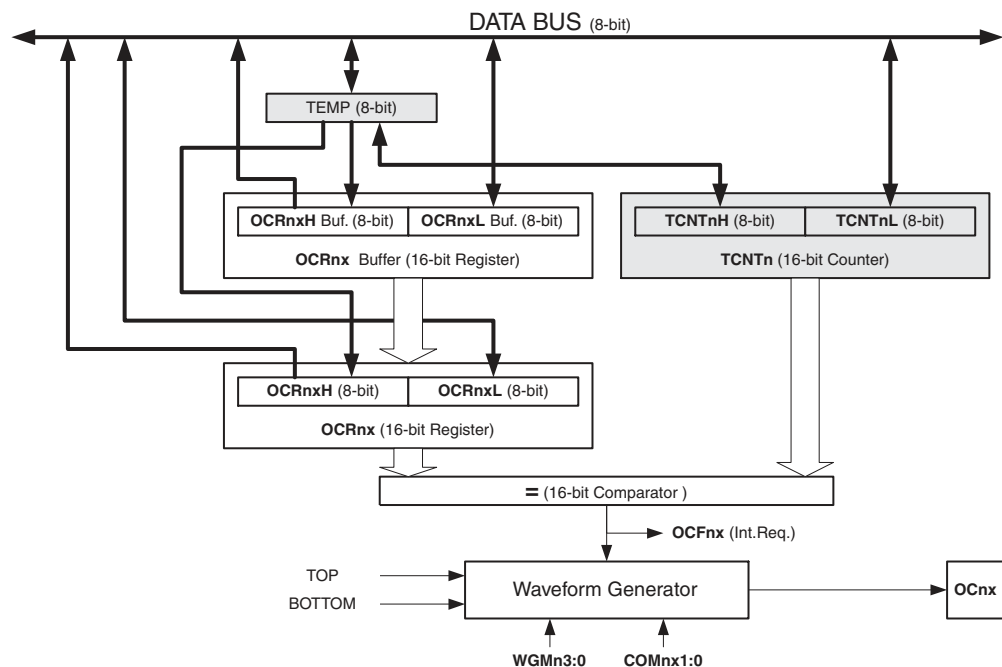 DATA BUS (8-bit)
TEMP (8-bit)
OCRnxH Buf. (8-bit) OCRnxL Buf. (8-bit)
OCRnx Buffer (16-bit Register)
TCNTnH (8-bit) TCNTnL (8-bit)
TCNTn (16-bit Counter)
OCRnxH (8-bit) OCRnxL (8-bit)
OCRnx (16-bit Register)
= (16-bit Comparator )
OCFnx (Int.Req.)
TOP
BOTTOM
Waveform Generator
OCnx
WGMn3:0 COMnx1:0